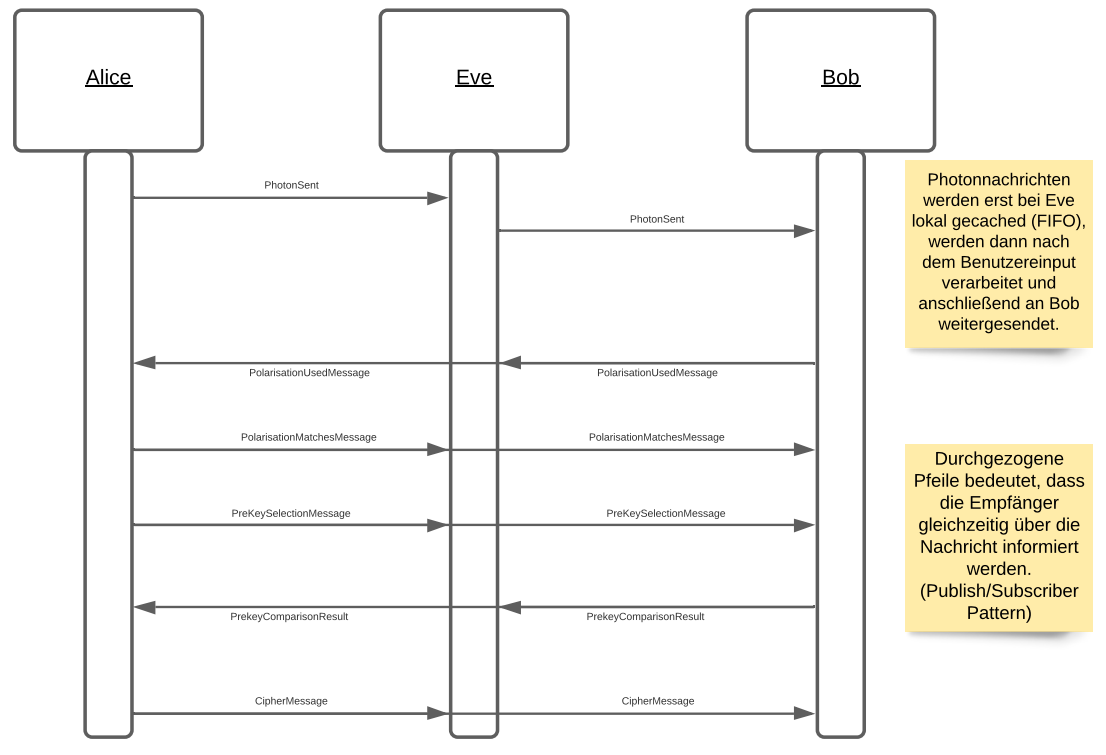 Alice
Eve
Bob
PhotonSent
PhotonSent
Photonnachrichten
werden erst bei Eve
lokal gecached (FIFO),
werden dann nach
dem Benutzereinput
verarbeitet und
anschließend an Bob
weitergesendet.
PolarisationUsedMessage
PolarisationUsedMessage
PolarisationMatchesMessage
PolarisationMatchesMessage
Durchgezogene
Pfeile bedeutet, dass
die Empfänger
gleichzeitig über die
Nachricht informiert
werden.
(Publish/Subscriber
Pattern)
PreKeySelectionMessage
PreKeySelectionMessage
PrekeyComparisonResult
PrekeyComparisonResult
CipherMessage
CipherMessage